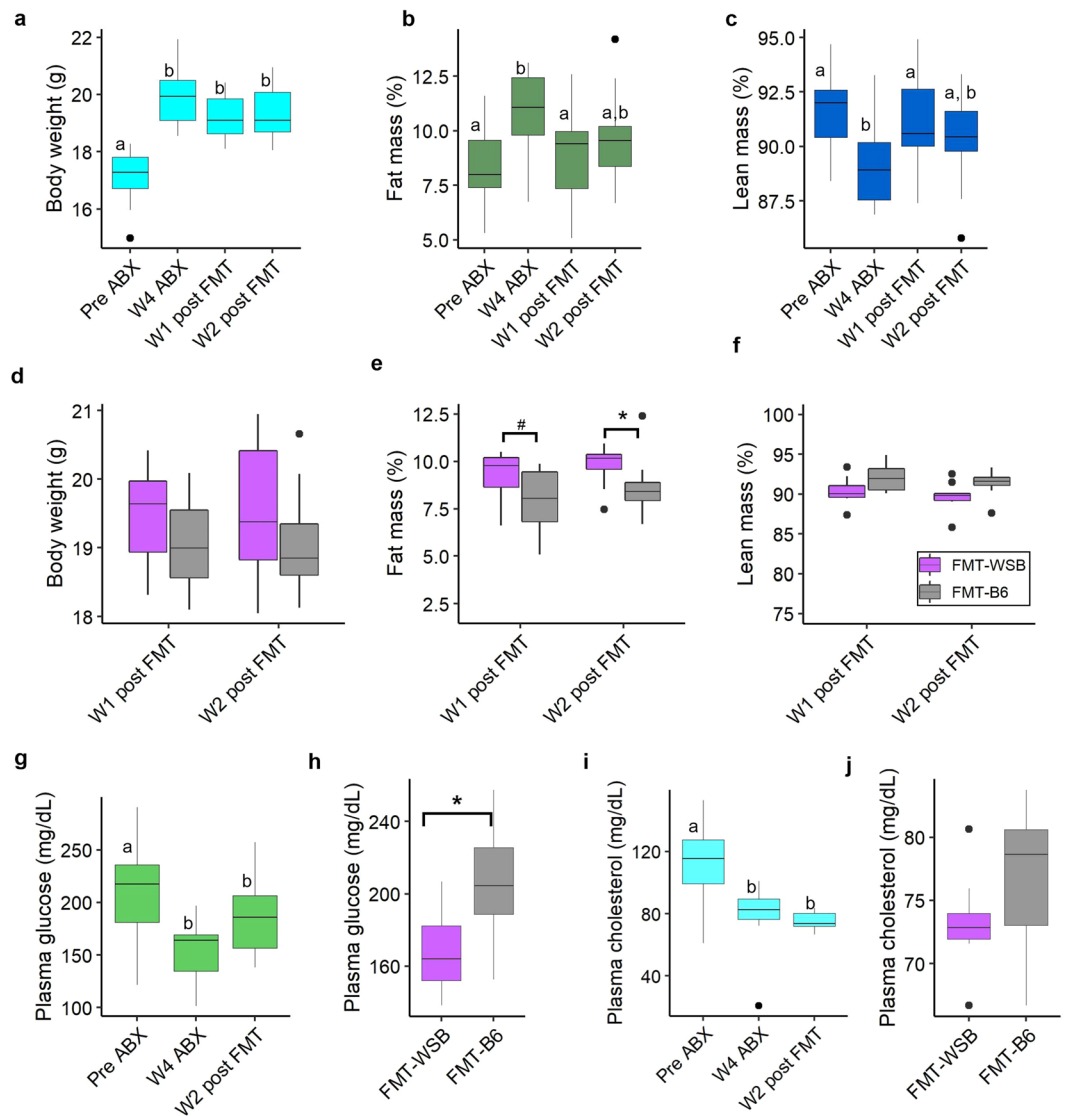 a
Body weight (g)
22
20
18
16
a
b
b
b
Pre ABX
W4 ABX
W1 post FMT
W2 post FMT
b
Fat mass (%)
12.5
10.0
7.5
5.0
a
b
a
a,b
Pre ABX
W4 ABX
W1 post FMT
W2 post FMT
c
Lean mass (%)
95.0
92.5
90.0
87.5
a
b
a
a, b
Pre ABX
W4 ABX
W1 post FMT
W2 post FMT
d
Body weight (g)
21
20
19
18
W1 post FMT
W2 post FMT
e
Fat mass (%)
12.5
10.0
7.5
5.0
2.5
#
*
W1 post FMT
W2 post FMT
f
Lean mass (%)
100
95
90
85
80
75
FMT-WSB
FMT-B6
W1 post FMT
W2 post FMT
g
Plasma glucose (mg/dL)
250
200
150
100
a
b
b
Pre ABX
W4 ABX
W2 post FMT
h
Plasma glucose (mg/dL)
240
200
160
*
FMT-WSB
FMT-B6
i
Plasma cholesterol (mg/dL)
120
80
40
a
b
b
Pre ABX
W4 ABX
W2 post FMT
j
Plasma cholesterol (mg/dL)
80
70
FMT-WSB
FMT-B6